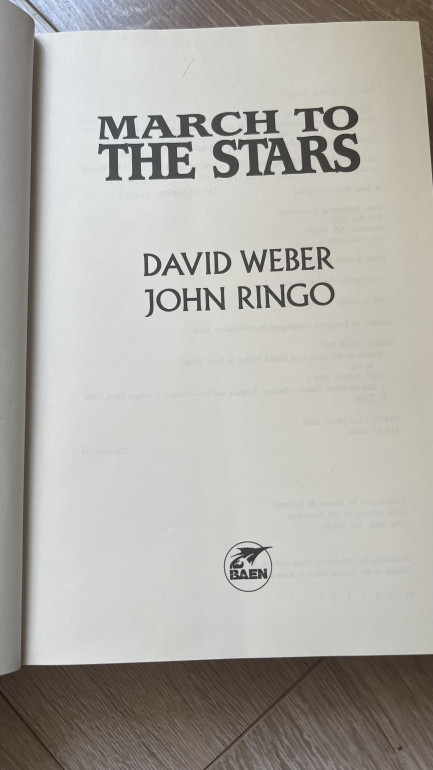 MARCH TO
THE STARS
DAVID WEBER
JOHN RINGO
BAEN